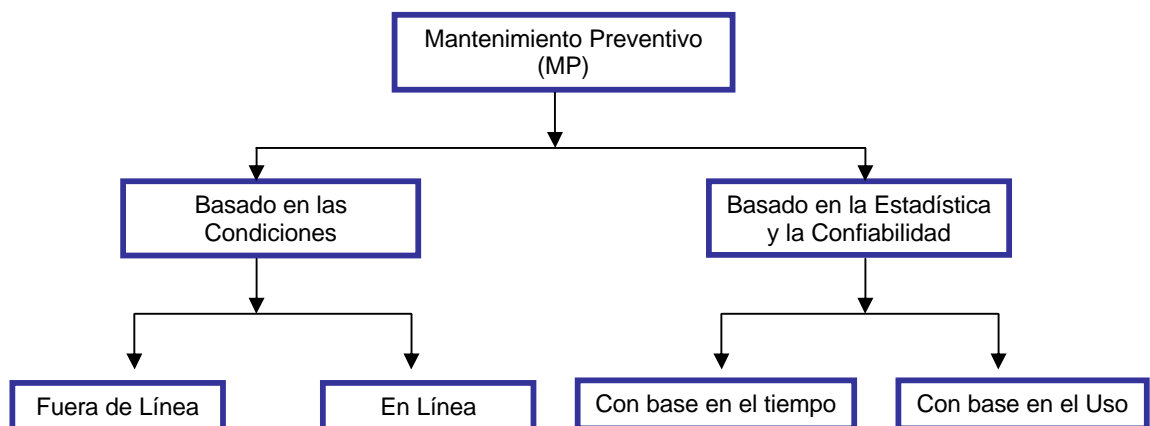 Mantenimiento Preventivo
(MP)
Basado en las
Condiciones
Basado en la Estadística
y la Confiabilidad
Fuera de Línea
En Línea
Con base en el tiempo
Con base en el Uso